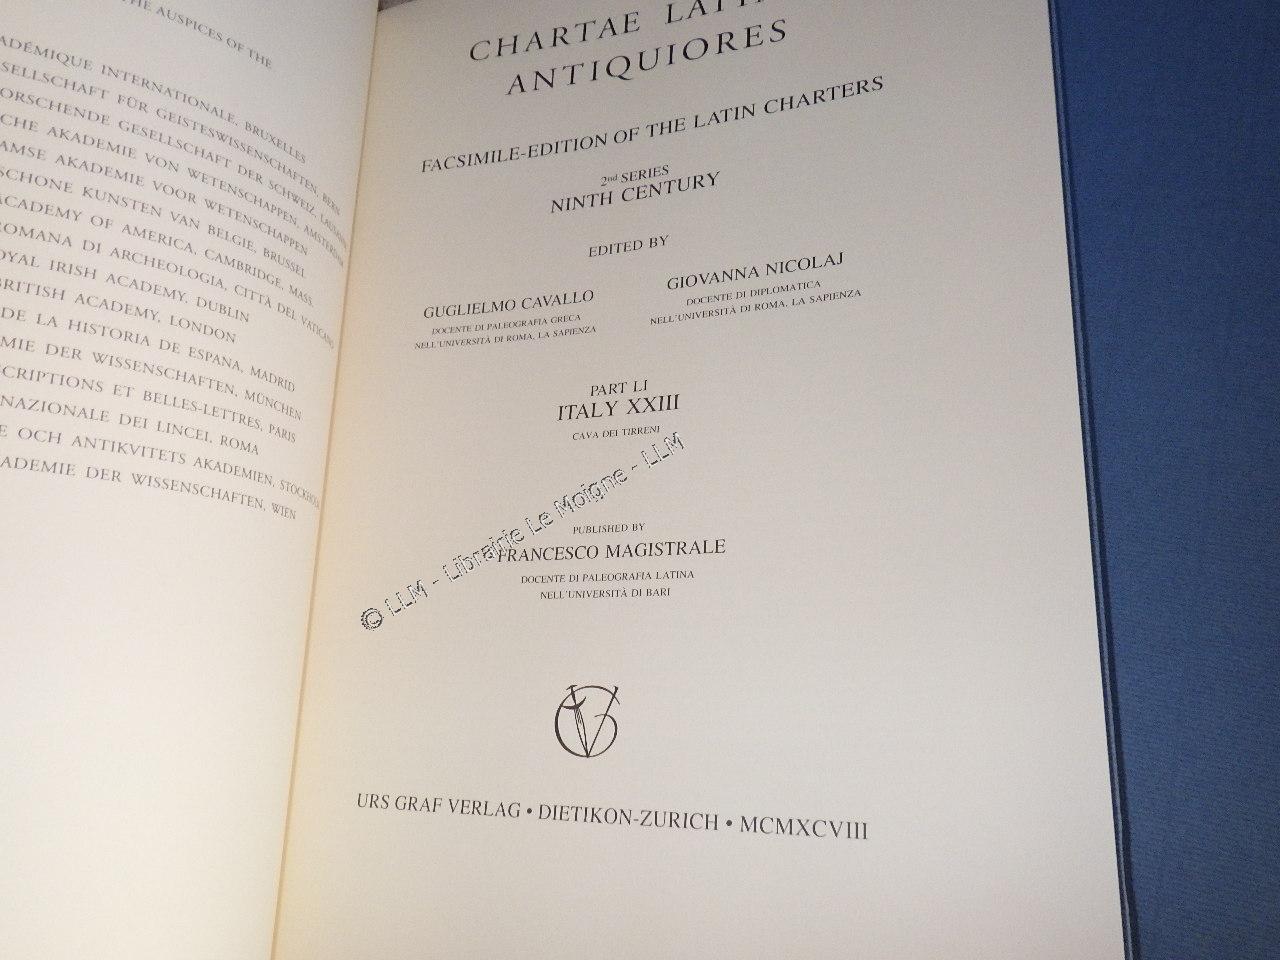 THE AUSPICES OF THE
ADÉMIQUE INTERNATIONALE, BRUXELLES
SELLSCHAFT FÜR GEISTESWISSENSCHAFTEN, BERN
ORSCHENDE GESELLSCHAFT DER SCHWEIZ,
CHE AKADEMIE VON WETENSCHAPPEN, AMSTERDAM
AMSE AKADEMIE VOOR WETENSCHAPPEN
SCHONE KUNSTEN VAN BELGIE, BRUSSEL
ACADEMY OF AMERICA, CAMBRIDGE, MASS.
ROMANA DI ARCHEOLOGIA, CITTÀ DEL VATICANO
OYAL IRISH ACADEMY, DUBLIN
BRITISH ACADEMY, LONDON
DE LA HISTORIA DE ESPANA, MADRID
MIE DER WISSENSCHAFTEN, MÜNCHEN
CRIPTIONS ET BELLES-LETTRES, PARIS
NAZIONALE DEI LINCEI, ROMA
E OCH ANTIKVITETS AKADEMIEN, STOCKHOLM
ADEMIE DER WISSENSCHAFTEN, WIEN
CHARTAE LATI
ANTIQUIORES
FACSIMILE-EDITION OF THE LATIN CHARTERS
2nd SERIES
NINTH CENTURY
EDITED BY
GUGLIELMO CAVALLO
DOCENTE DI PALEOGRAFIA GRECA
NELL'UNIVERSITÀ DI ROMA, LA SAPIENZA
GIOVANNA NICOLAJ
DOCENTE DI DIPLOMATICA
NELL'UNIVERSITÀ DI ROMA, LA SAPIENZA
PART LI
ITALY XXIII
CAVA DEI TIRRENI
© LLM - Librairie Le Moigne - LLM
PUBLISHED BY
FRANCESCO MAGISTRALE
DOCENTE DI PALEOGRAFIA LATINA
NELL'UNIVERSITÀ DI BARI
URS GRAF VERLAG • DIETIKON-ZURICH • MCMXCVIII